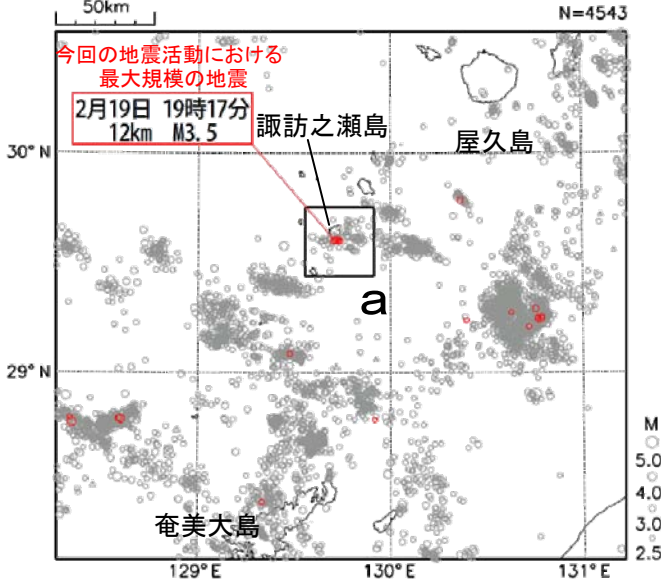 50km
N=4543
今回の地震活動における
最大規模の地震
2月19日 19時17分
12km M3.5
諏訪之瀬島
屋久島
30°N
a
29°N
奄美大島
M
5.0
4.0
3.0
2.5
129°E
130°E
131°E